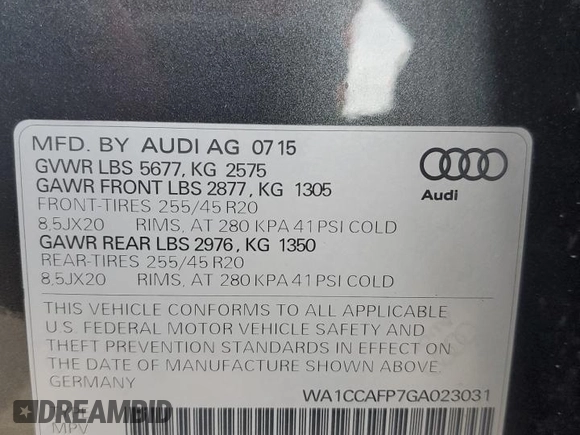 MFD. BY AUDI AG 07 15
GVWR LBS 5677, KG 2575
GAWR FRONT LBS 2877, KG 1305
FRONT-TIRES 255/45 R20
8,5JX20 RIMS, AT 280 KPA 41 PSI COLD
GAWR REAR LBS 2976, KG 1350
REAR-TIRES 255/45 R20
8,5JX20 RIMS, AT 280 KPA 41 PSI COLD
Audi
THIS VEHICLE CONFORMS TO ALL APPLICABLE
U.S. FEDERAL MOTOR VEHICLE SAFETY AND
THEFT PREVENTION STANDARDS IN EFFECT ON
THE DATE OF MANUFACTURE SHOWN ABOVE.
GERMANY
WA1CCAFP7GA023031
MPV
DREAMBID